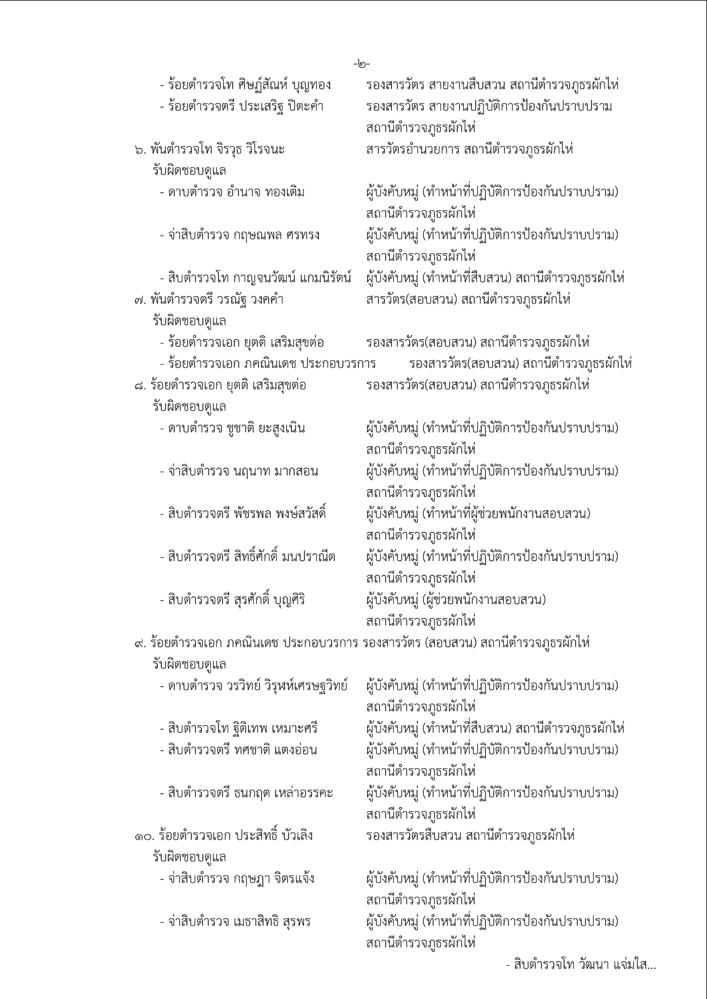 -๒-
- ร้อยตำรวจโท ศิษฏ์สัณห์ บุญทอง รองสารวัตร สายงานสืบสวน สถานีตำรวจภูธรผักไห่
- ร้อยตำรวจตรี ประเสริฐ ปิตะคำ รองสารวัตร สายงานปฏิบัติการป้องกันปราบปราม
สถานีตำรวจภูธรผักไห่
๖. พันตำรวจโท จิรวุธ วิโรจนะ สารวัตรอำนวยการ สถานีตำรวจภูธรผักไห่
รับผิดชอบดูแล
- ดาบตำรวจ อำนาจ ทองเติม ผู้บังคับหมู่ (ทำหน้าที่ปฏิบัติการป้องกันปราบปราม)
สถานีตำรวจภูธรผักไห่
- จ่าสิบตำรวจ กฤษณพล ศรทรง ผู้บังคับหมู่ (ทำหน้าที่ปฏิบัติการป้องกันปราบปราม)
สถานีตำรวจภูธรผักไห่
- สิบตำรวจโท กาญจนวัฒน์ แกมนิรัตน์ ผู้บังคับหมู่ (ทำหน้าที่สืบสวน) สถานีตำรวจภูธรผักไห่
๗. พันตำรวจตรี วรณัฐ วงคคำ สารวัตร(สอบสวน) สถานีตำรวจภูธรผักไห่
รับผิดชอบดูแล
- ร้อยตำรวจเอก ยุตติ เสริมสุขต่อ รองสารวัตร(สอบสวน) สถานีตำรวจภูธรผักไห่
- ร้อยตำรวจเอก ภคณินเดช ประกอบวรการ รองสารวัตร(สอบสวน) สถานีตำรวจภูธรผักไห่
๘. ร้อยตำรวจเอก ยุตติ เสริมสุขต่อ รองสารวัตร(สอบสวน) สถานีตำรวจภูธรผักไห่
รับผิดชอบดูแล
- ดาบตำรวจ ชูชาติ ยะสูงเนิน ผู้บังคับหมู่ (ทำหน้าที่ปฏิบัติการป้องกันปราบปราม)
สถานีตำรวจภูธรผักไห่
- จ่าสิบตำรวจ นฤนาท มากสอน ผู้บังคับหมู่ (ทำหน้าที่ปฏิบัติการป้องกันปราบปราม)
สถานีตำรวจภูธรผักไห่
- สิบตำรวจตรี พัชรพล พงษ์สวัสดิ์ ผู้บังคับหมู่ (ทำหน้าที่ผู้ช่วยพนักงานสอบสวน)
สถานีตำรวจภูธรผักไห่
- สิบตำรวจตรี สิทธิ์ศักดิ์ มนปราณีต ผู้บังคับหมู่ (ทำหน้าที่ปฏิบัติการป้องกันปราบปราม)
สถานีตำรวจภูธรผักไห่
- สิบตำรวจตรี สุรศักดิ์ บุญศิริ ผู้บังคับหมู่ (ผู้ช่วยพนักงานสอบสวน)
สถานีตำรวจภูธรผักไห่
๙. ร้อยตำรวจเอก ภคณินเดช ประกอบวรการ รองสารวัตร (สอบสวน) สถานีตำรวจภูธรผักไห่
รับผิดชอบดูแล
- ดาบตำรวจ วรวิทย์ วิรุฬห์เศรษฐวิทย์ ผู้บังคับหมู่ (ทำหน้าที่ปฏิบัติการป้องกันปราบปราม)
สถานีตำรวจภูธรผักไห่
- สิบตำรวจโท ฐิติเทพ เหมาะศรี ผู้บังคับหมู่ (ทำหน้าที่สืบสวน) สถานีตำรวจภูธรผักไห่
- สิบตำรวจตรี ทศชาติ แตงอ่อน ผู้บังคับหมู่ (ทำหน้าที่ปฏิบัติการป้องกันปราบปราม)
สถานีตำรวจภูธรผักไห่
- สิบตำรวจตรี ธนกฤต เหล่าอรรคะ ผู้บังคับหมู่ (ทำหน้าที่ปฏิบัติการป้องกันปราบปราม)
สถานีตำรวจภูธรผักไห่
๑๐. ร้อยตำรวจเอก ประสิทธิ์ บัวเลิง รองสารวัตรสืบสวน สถานีตำรวจภูธรผักไห่
รับผิดชอบดูแล
- จ่าสิบตำรวจ กฤษฎา จิตรแจ้ง ผู้บังคับหมู่ (ทำหน้าที่ปฏิบัติการป้องกันปราบปราม)
สถานีตำรวจภูธรผักไห่
- จ่าสิบตำรวจ เมธาสิทธิ สุรพร ผู้บังคับหมู่ (ทำหน้าที่ปฏิบัติการป้องกันปราบปราม)
สถานีตำรวจภูธรผักไห่
- สิบตำรวจโท วัฒนา แจ่มใส...